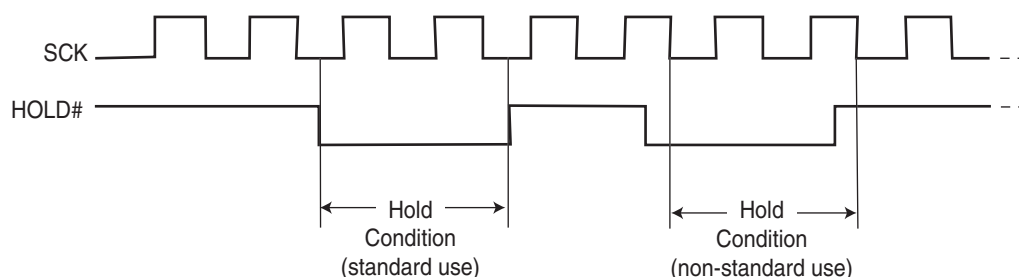 SCK
HOLD#
Hold
Condition
(standard use)
Hold
Condition
(non-standard use)